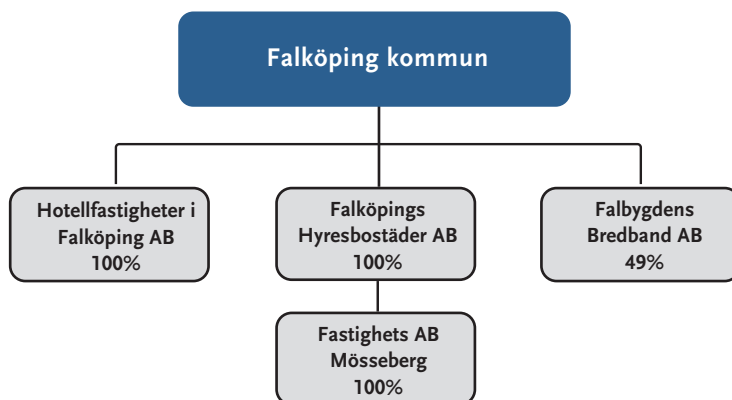 Falköping kommun
Hotellfastigheter i
Falköping AB
100%
Falköpings
Hyresbostäder AB
100%
Falbygdens
Bredband AB
49%
Fastighets AB
Mösseberg
100%